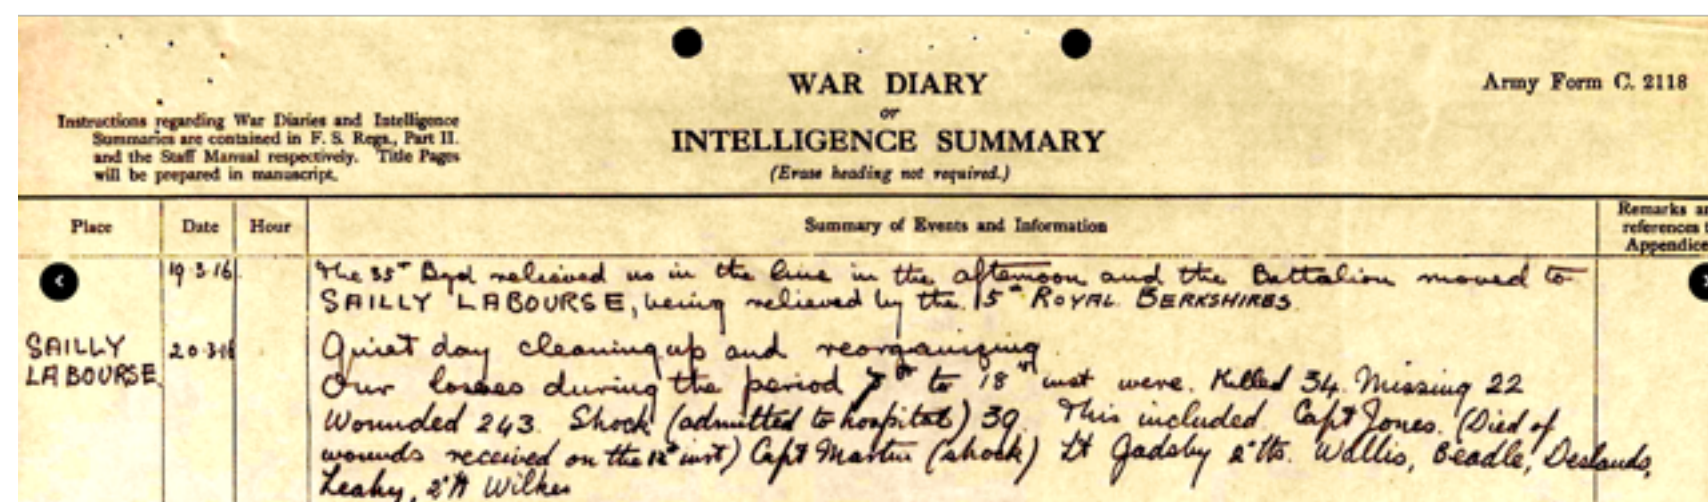 WAR DIARY
or
INTELLIGENCE SUMMARY
(Erase heading not required.)
Army Form C. 2118
Instructions regarding War Diaries and Intelligence
Summaries are contained in F. S. Regs., Part II.
and the Staff Manual respectively. Title Pages
will be prepared in manuscript.
Place Date Hour Summary of Events and Information
Remarks
references
Appendice
19.3.16 The 35th Bgd relieved us in the line in the afternoon and the Battalion moved to
SAILLY LABOURSE, being relieved by the 5th ROYAL BERKSHIRES
SAILLY
LABOURSE
20.3.16 Quiet day cleaning up and reorganizing
Our losses during the period to 18th inst were. Killed 34. Missing 22
Wounded 243. Shock (admitted to hospital) 39. This included Capt Jones. (Died of
wounds received on the inst) Capt Martin (shock) Lt Gadsby 2nd Lts. Wallis, Beadle, Deslands,
Leahy, 2nd Lt Wilkes